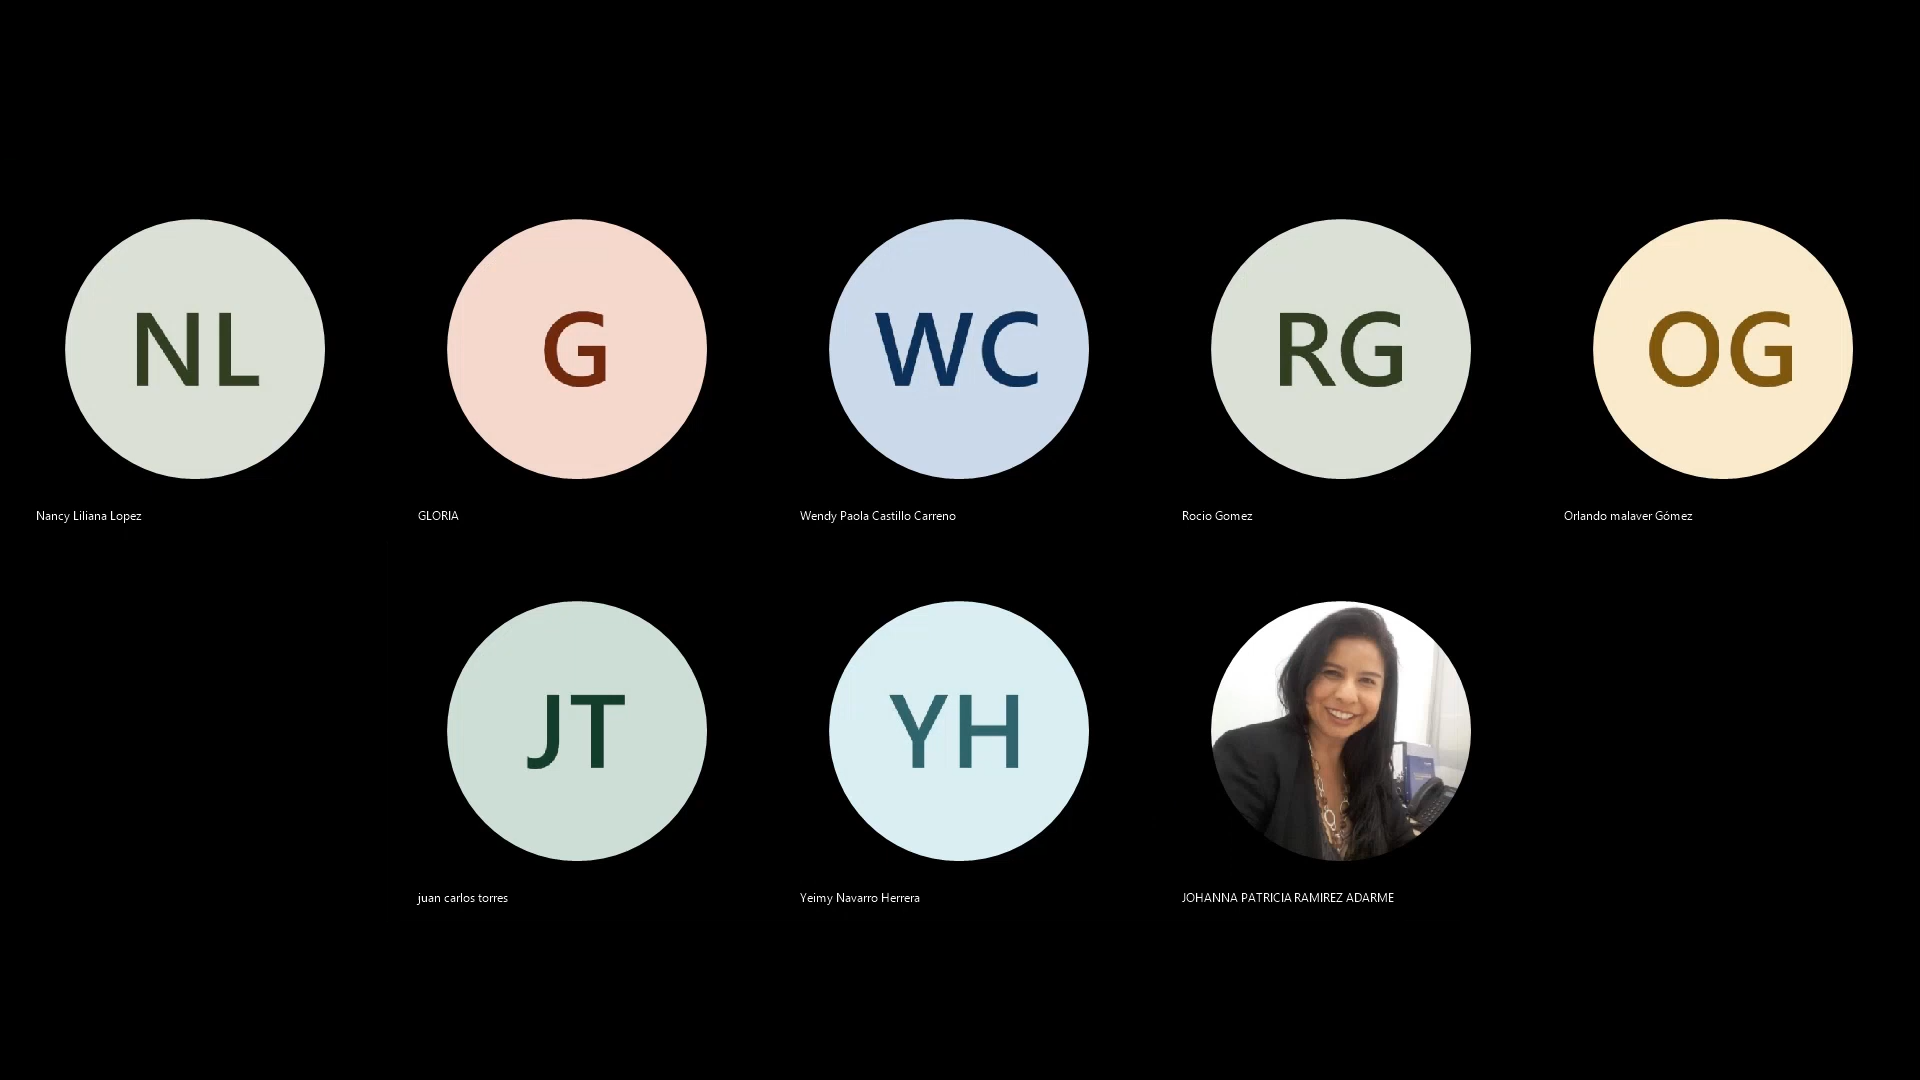 NL
G
WC
RG
OG
Nancy Liliana Lopez
GLORIA
Wendy Paola Castillo Carreno
Rocio Gomez
Orlando malaver Gómez
JT
YH
juan carlos torres
Yeimy Navarro Herrera
JOHANNA PATRICIA RAMIREZ ADARME